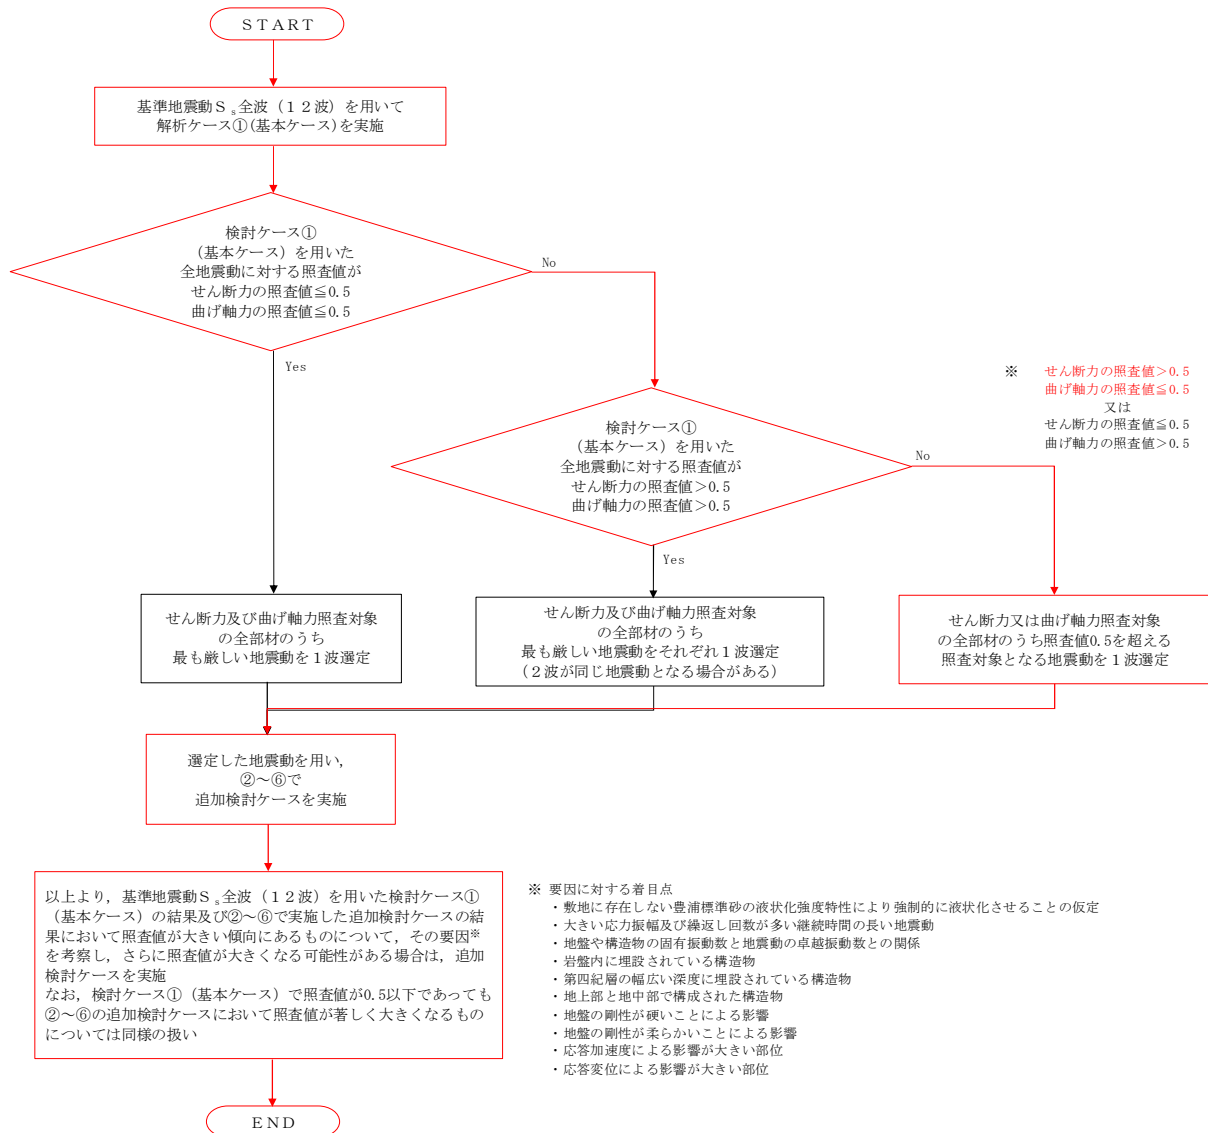 ＳＴＡＲＴ
基準地震動Ｓｓ全波（１２波）を用いて
解析ケース①(基本ケース)を実施
検討ケース①
（基本ケース）を用いた
全地震動に対する照査値が
せん断力の照査値≦0.5
曲げ軸力の照査値≦0.5
No
Yes
※ せん断力の照査値＞0.5
曲げ軸力の照査値≦0.5
又は
せん断力の照査値≦0.5
曲げ軸力の照査値＞0.5
検討ケース①
（基本ケース）を用いた
全地震動に対する照査値が
せん断力の照査値＞0.5
曲げ軸力の照査値＞0.5
No
Yes
せん断力及び曲げ軸力照査対象
の全部材のうち
最も厳しい地震動を１波選定
せん断力及び曲げ軸力照査対象
の全部材のうち
最も厳しい地震動をそれぞれ１波選定
（２波が同じ地震動となる場合がある）
せん断力又は曲げ軸力照査対象
の全部材のうち照査値0.5を超える
照査対象となる地震動を１波選定
選定した地震動を用い，
②～⑥で
追加検討ケースを実施
以上より，基準地震動Ｓｓ全波（１２波）を用いた検討ケース①
（基本ケース）の結果及び②～⑥で実施した追加検討ケースの結
果において照査値が大きい傾向にあるものについて，その要因※
を考察し，さらに照査値が大きくなる可能性がある場合は，追加
検討ケースを実施
なお，検討ケース①（基本ケース）で照査値が0.5以下であっても
②～⑥の追加検討ケースにおいて照査値が著しく大きくなるもの
については同様の扱い
※ 要因に対する着目点
・敷地に存在しない豊浦標準砂の液状化強度特性により強制的に液状化させることの仮定
・大きい応力振幅及び繰返し回数が多い継続時間の長い地震動
・地盤や構造物の固有振動数と地震動の卓越振動数との関係
・岩盤内に埋設されている構造物
・第四紀層の幅広い深度に埋設されている構造物
・地上部と地中部で構成された構造物
・地盤の剛性が硬いことによる影響
・地盤の剛性が柔らかいことによる影響
・応答加速度による影響が大きい部位
・応答変位による影響が大きい部位
ＥＮＤ